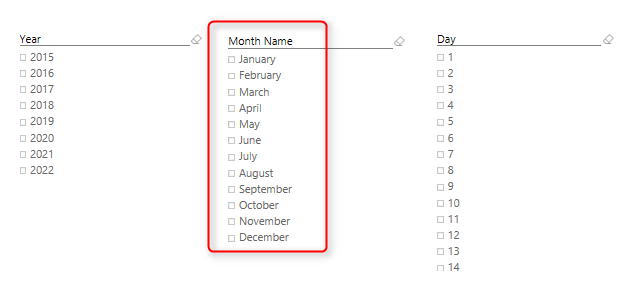 Year
2015
2016
2017
2018
2019
2020
2021
2022
Month Name
January
February
March
April
May
June
July
August
September
October
November
December
Day
1
2
3
4
5
6
7
8
9
10
11
12
13
14